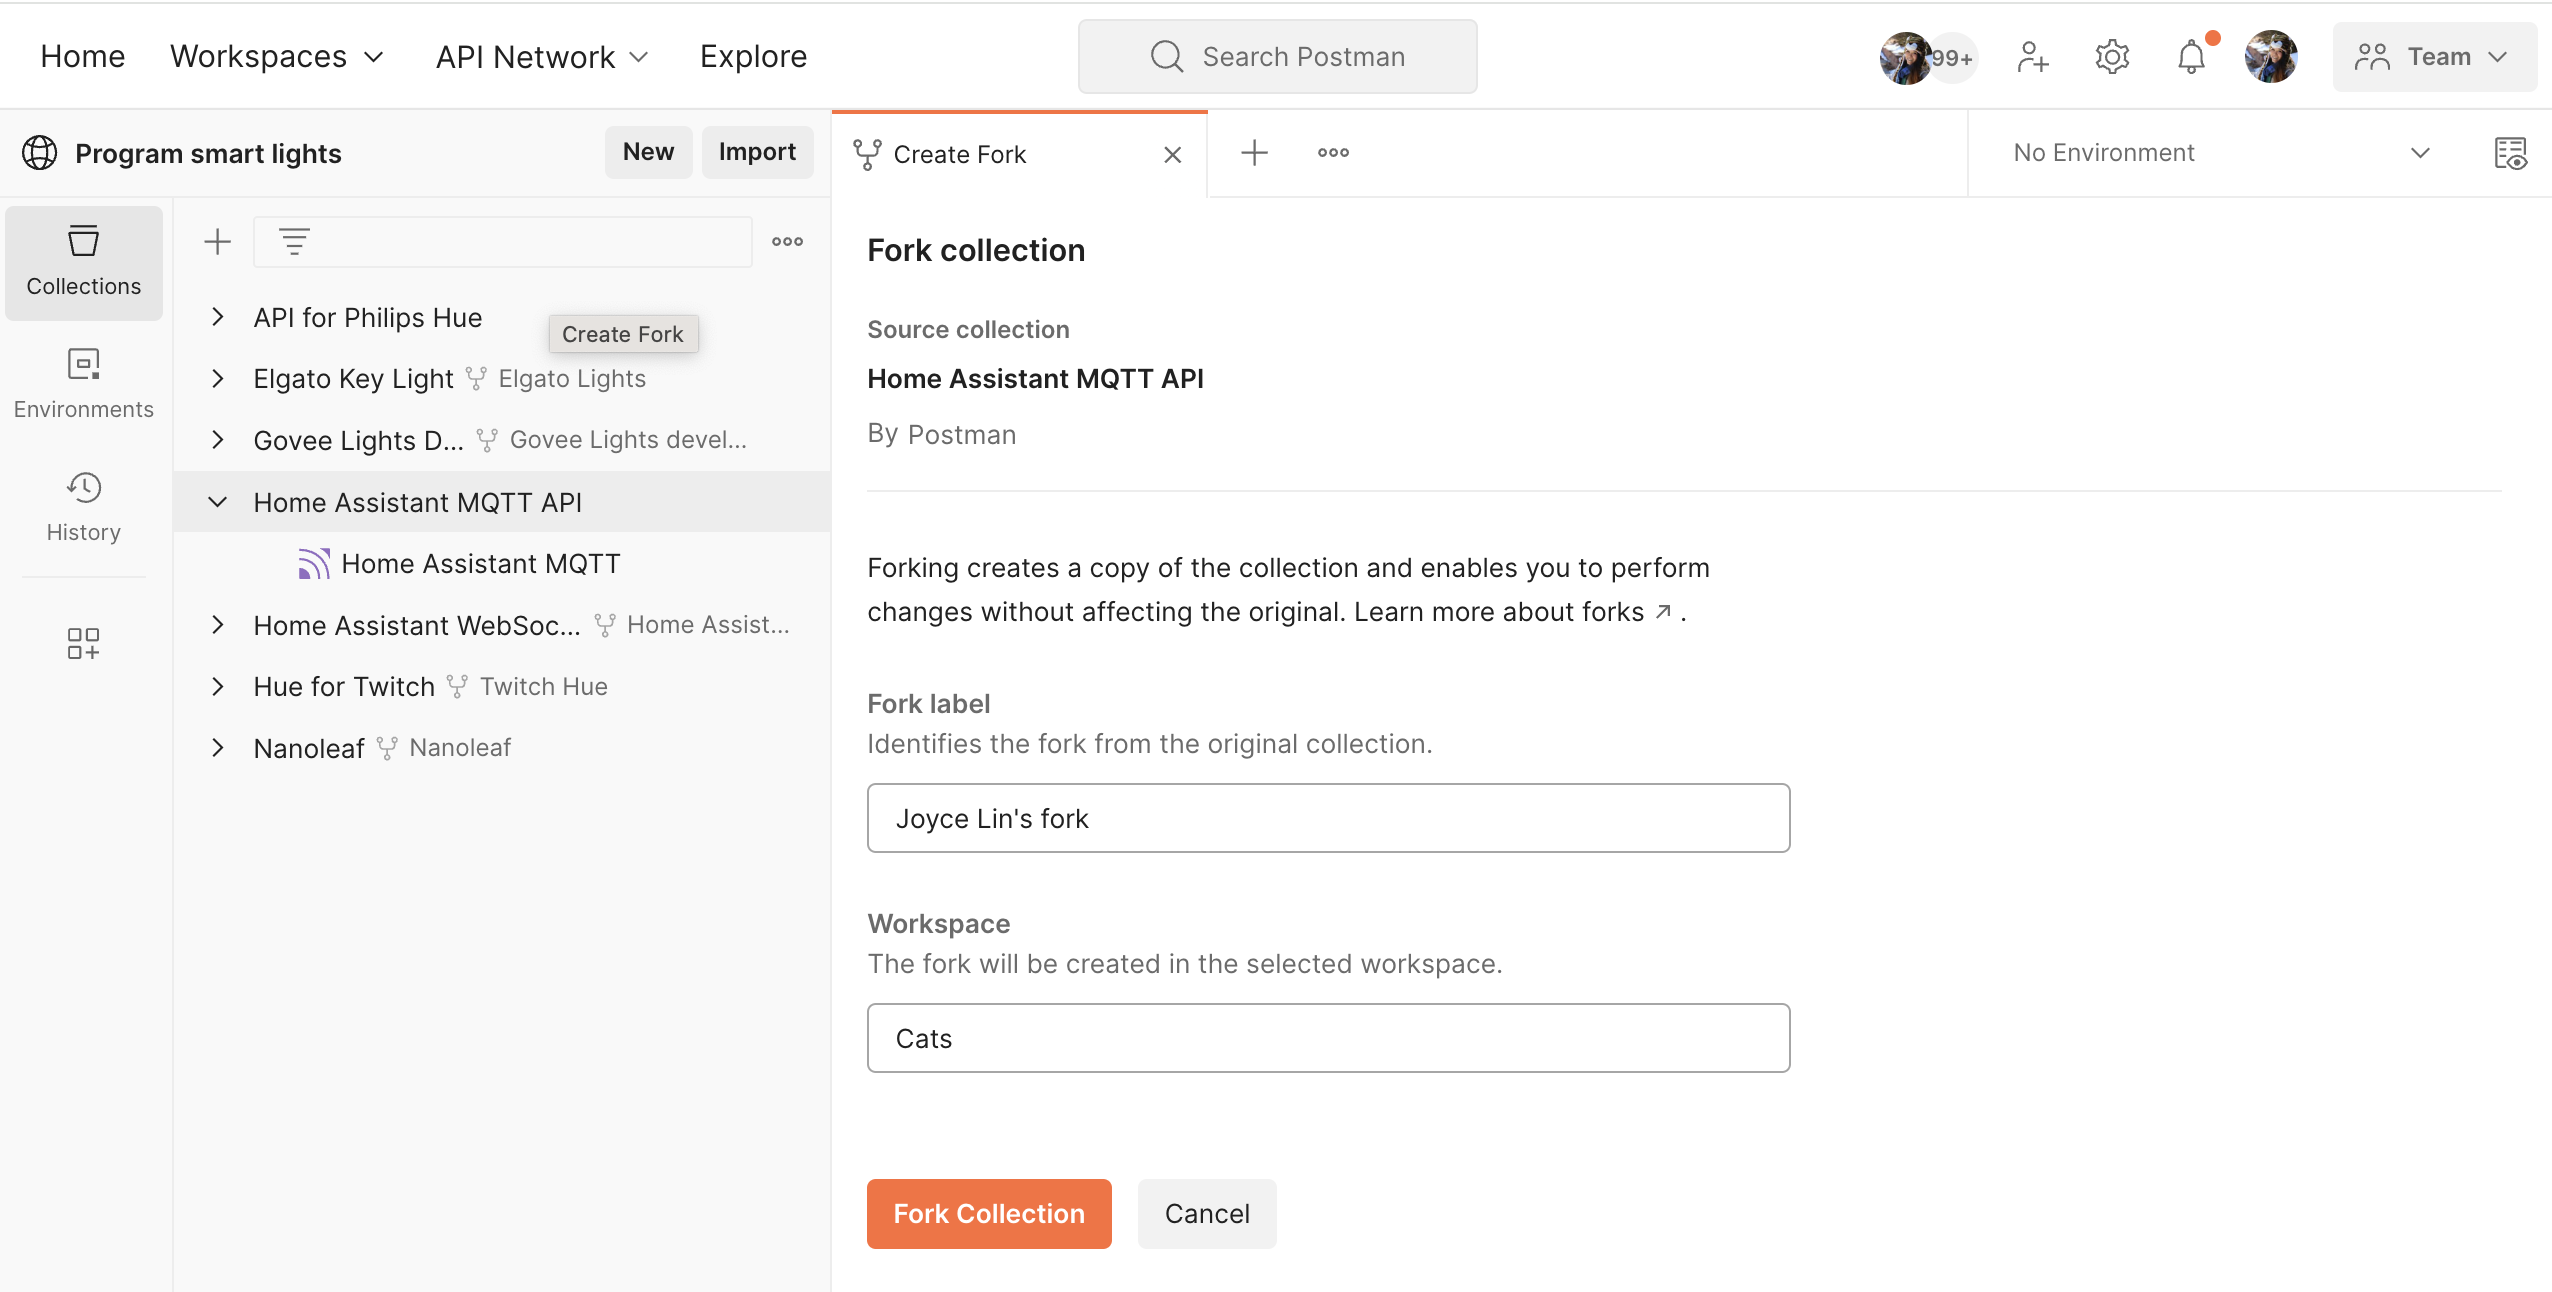 Home Workspaces API Network Explore Search Postman 99+ Team
Program smart lights New Import Create Fork No Environment
Collections
Environments
History
API for Philips Hue
Create Fork
Elgato Key Light Elgato Lights
Govee Lights D... Govee Lights devel...
Home Assistant MQTT API
Home Assistant MQTT
Home Assistant WebSoc... Home Assist...
Hue for Twitch Twitch Hue
Nanoleaf Nanoleaf
Fork collection
Source collection
Home Assistant MQTT API
By Postman
Forking creates a copy of the collection and enables you to perform
changes without affecting the original. Learn more about forks ↗ .
Fork label
Identifies the fork from the original collection.
Joyce Lin's fork
Workspace
The fork will be created in the selected workspace.
Cats
Fork Collection Cancel